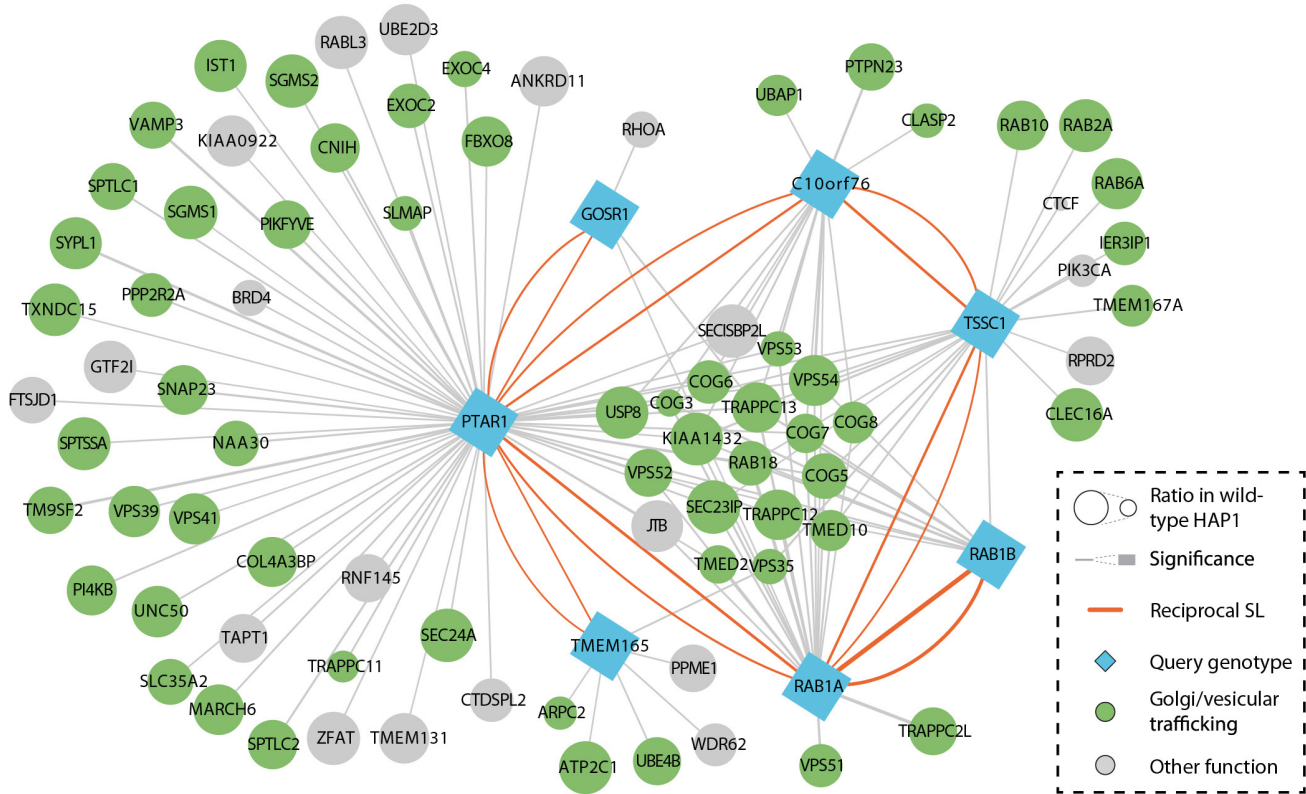 UBE2D3
RABL3
IST1
SGMS2
EXOC4
ANKRD11
PTPN23
UBAP1
EXOC2
CLASP2
VAMP3
KIAA0922
CNIH
FBXO8
RHOA
RAB10
RAB2A
SPTLC1
C10orf76
RAB6A
SGMS1
PIKFYVE
SLMAP
GOSR1
CTCF
SYPL1
IER3IP1
PIK3CA
PPP2R2A
BRD4
TXNDC15
TMEM167A
SECISBP2L
TSSC1
VPS53
GTF2I
RPRD2
SNAP23
COG6
VPS54
FTSJD1
COG3
TRAPPC13
USP8
CLEC16A
PTAR1
COG8
KIAA1432
COG7
SPTSSA
NAA30
RAB18
VPS52
COG5
TM9SF2
VPS39
VPS41
SEC23IP
TRAPPC12
JTB
TMED10
RAB1B
COL4A3BP
RNF145
TMED2
VPS35
PI4KB
UNC50
TAPT1
SEC24A
TMEM165
TRAPPC11
PPME1
SLC35A2
RAB1A
CTDSPL2
MARCH6
ARPC2
TRAPPC2L
SPTLC2
ZFAT
TMEM131
WDR62
ATP2C1
UBE4B
VPS51
Ratio in wild-
type HAP1
Significance
Reciprocal SL
Query genotype
Golgi/vesicular
trafficking
Other function